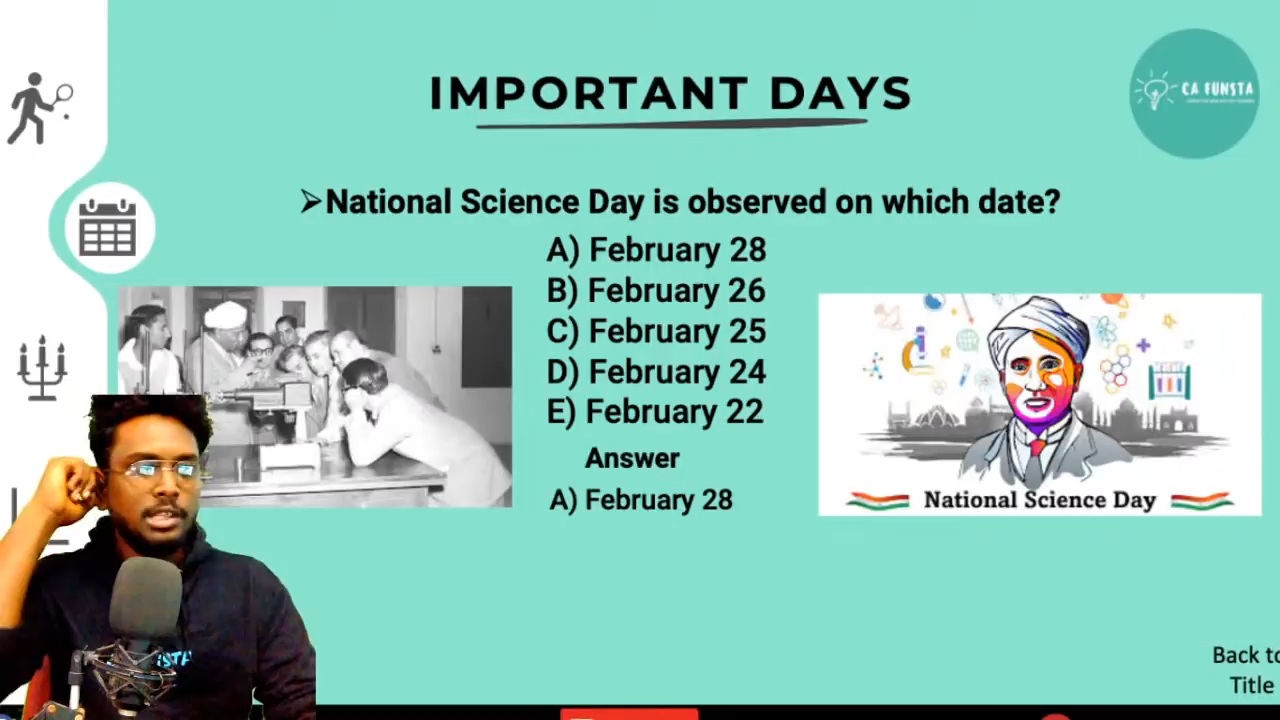 IMPORTANT DAYS
CA FUNSTA
➢National Science Day is observed on which date?
A) February 28
B) February 26
C) February 25
D) February 24
E) February 22
Answer
A) February 28
National Science Day
Back to
Title